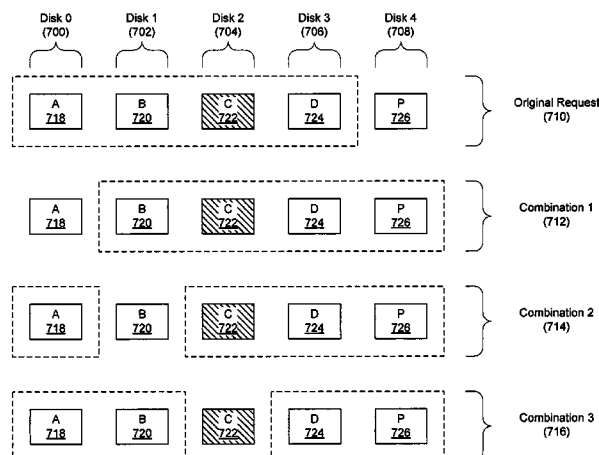 Disk 0 Disk 1 Disk 2 Disk 3 Disk 4
(700) (702) (704) (706) (708)
A B C D P Original Request
718 720 722 724 726 (710)
A B C D P Combination 1
718 720 722 724 726 (712)
A B C D P Combination 2
718 720 722 724 726 (714)
A B C D P Combination 3
718 720 722 724 726 (716)